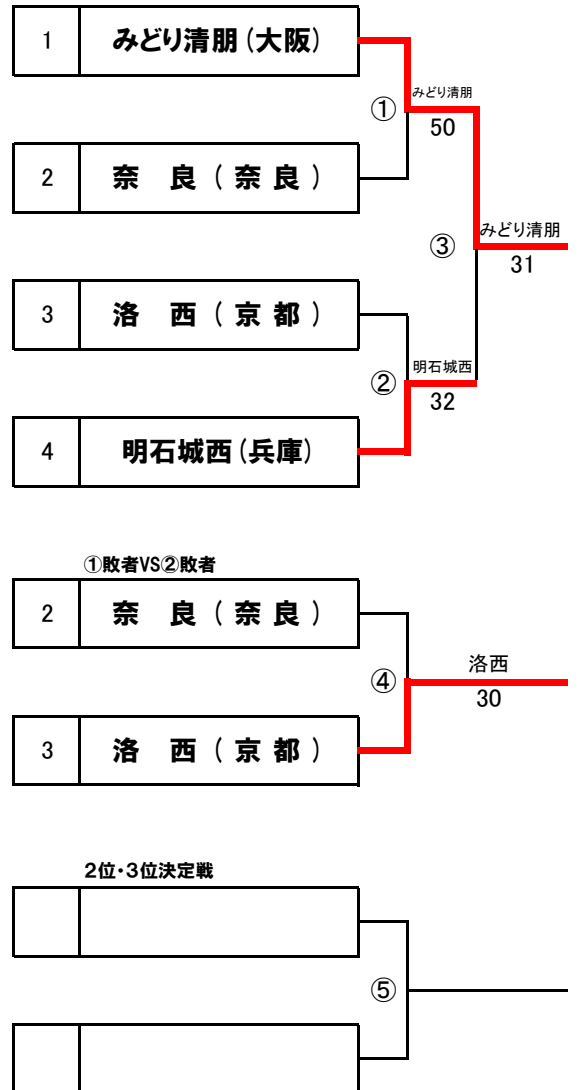 1 みどり清朋(大阪)
みどり清朋
①
50
2 奈 良 ( 奈 良 )
みどり清朋
③
31
3 洛 西 ( 京 都 )
明石城西
②
32
4 明石城西(兵庫)
①敗者VS②敗者
2 奈 良 ( 奈 良 )
洛西
④
30
3 洛 西 ( 京 都 )
2位・3位決定戦
⑤